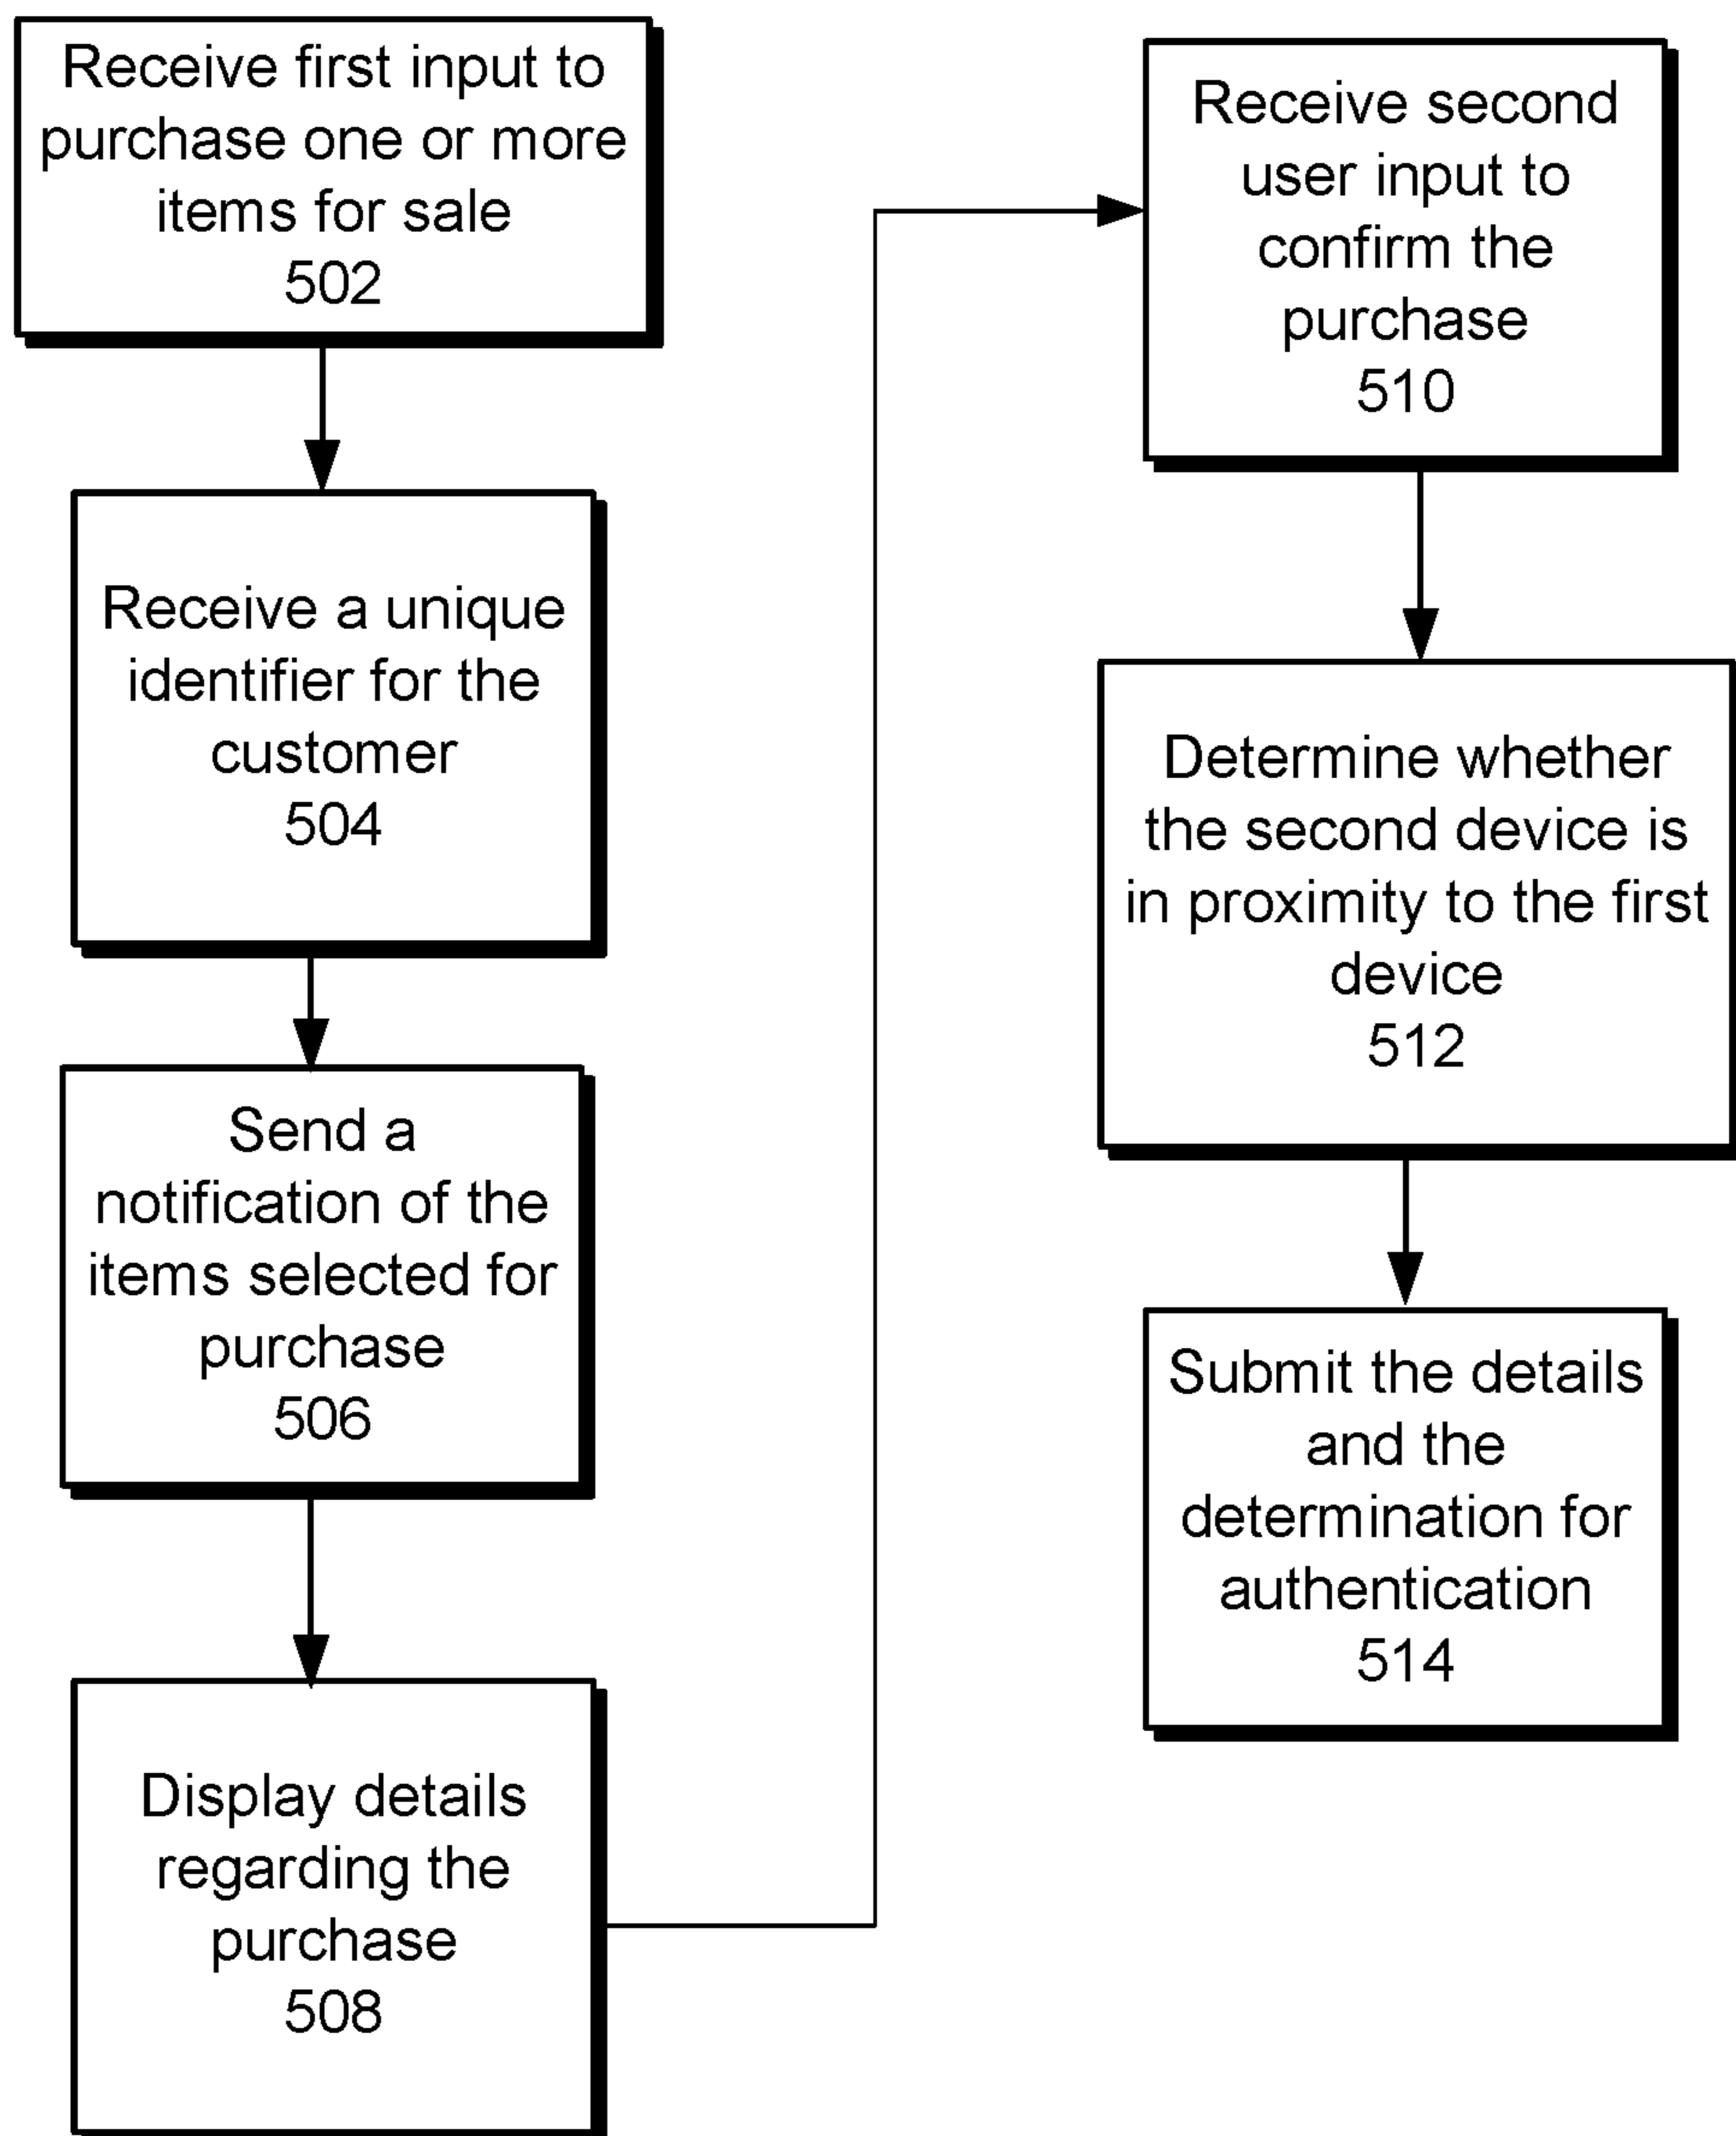 Receive first input to
purchase one or more
items for sale
502
Receive a unique
identifier for the
customer
504
Send a
notification of the
items selected for
purchase
506
Display details
regarding the
purchase
508
Receive second
user input to
confirm the
purchase
510
Determine whether
the second device is
in proximity to the first
device
512
Submit the details
and the
determination for
authentication
514